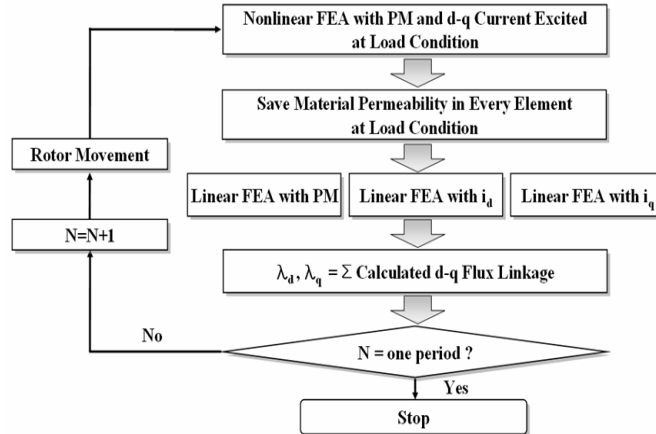 Nonlinear FEA with PM and d-q Current Excited
at Load Condition
Save Material Permeability in Every Element
at Load Condition
Rotor Movement
Linear FEA with PM
Linear FEA with i_d
Linear FEA with i_q
N=N+1
λ_d, λ_q = Σ Calculated d-q Flux Linkage
No
N = one period ?
Yes
Stop